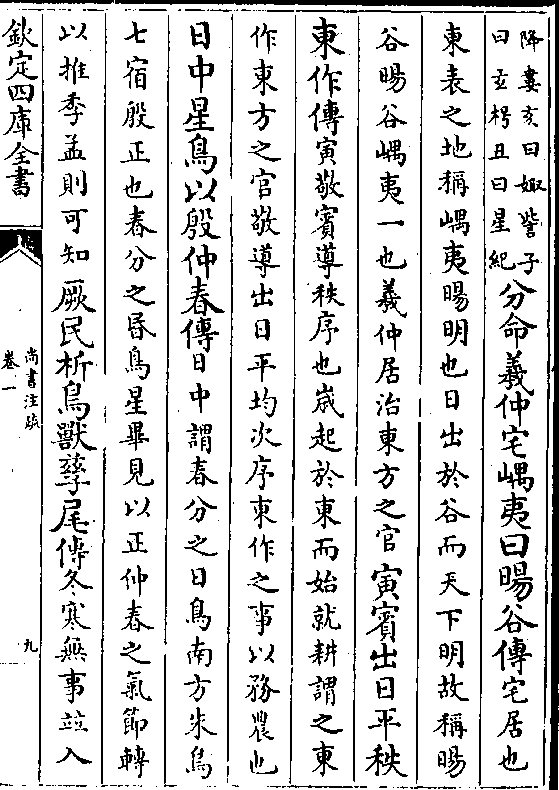 降婁亥曰娵訾子
曰玄枵丑曰星紀
分命羲仲宅嵎夷曰暘谷傳宅居也
東表之地稱嵎夷暘明也日出於谷而天下明故稱暘
谷暘谷嵎夷一也羲仲居治東方之官寅賓出日平秩
東作傳寅敬賓導秩序也嵗起於東而始就耕謂之東
作東方之官敬導出日平均次序東作之事以務農也
日中星鳥以殷仲春傳日中謂春分之日鳥南方朱鳥
七宿殷正也春分之昏鳥星畢見以正仲春之氣節轉
以推季孟則可知厥民析鳥獸孳尾傳冬寒無事並入
欽定四庫全書
尚書注疏
卷一
九